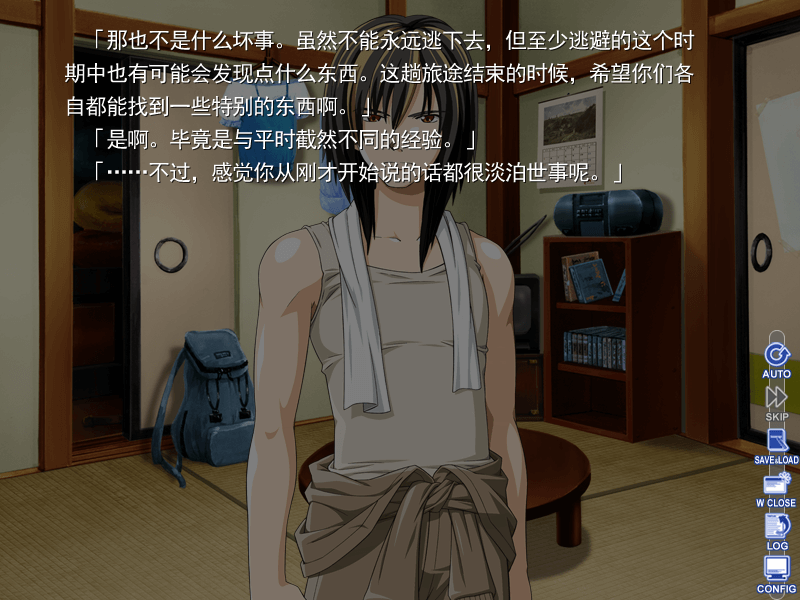 「那也不是什么坏事。虽然不能永远逃下去，但至少逃避的这个时
期中也有可能会发现点什么东西。这趟旅途结束的时候，希望你们各
自都能找到一些特别的东西啊。」
「是啊。毕竟是与平时截然不同的经验。」
「……不过，感觉你从刚才开始说的话都很淡泊世事呢。」
AUTO
SKIP
SAVE&LOAD
W CLOSE
LOG
CONFIG